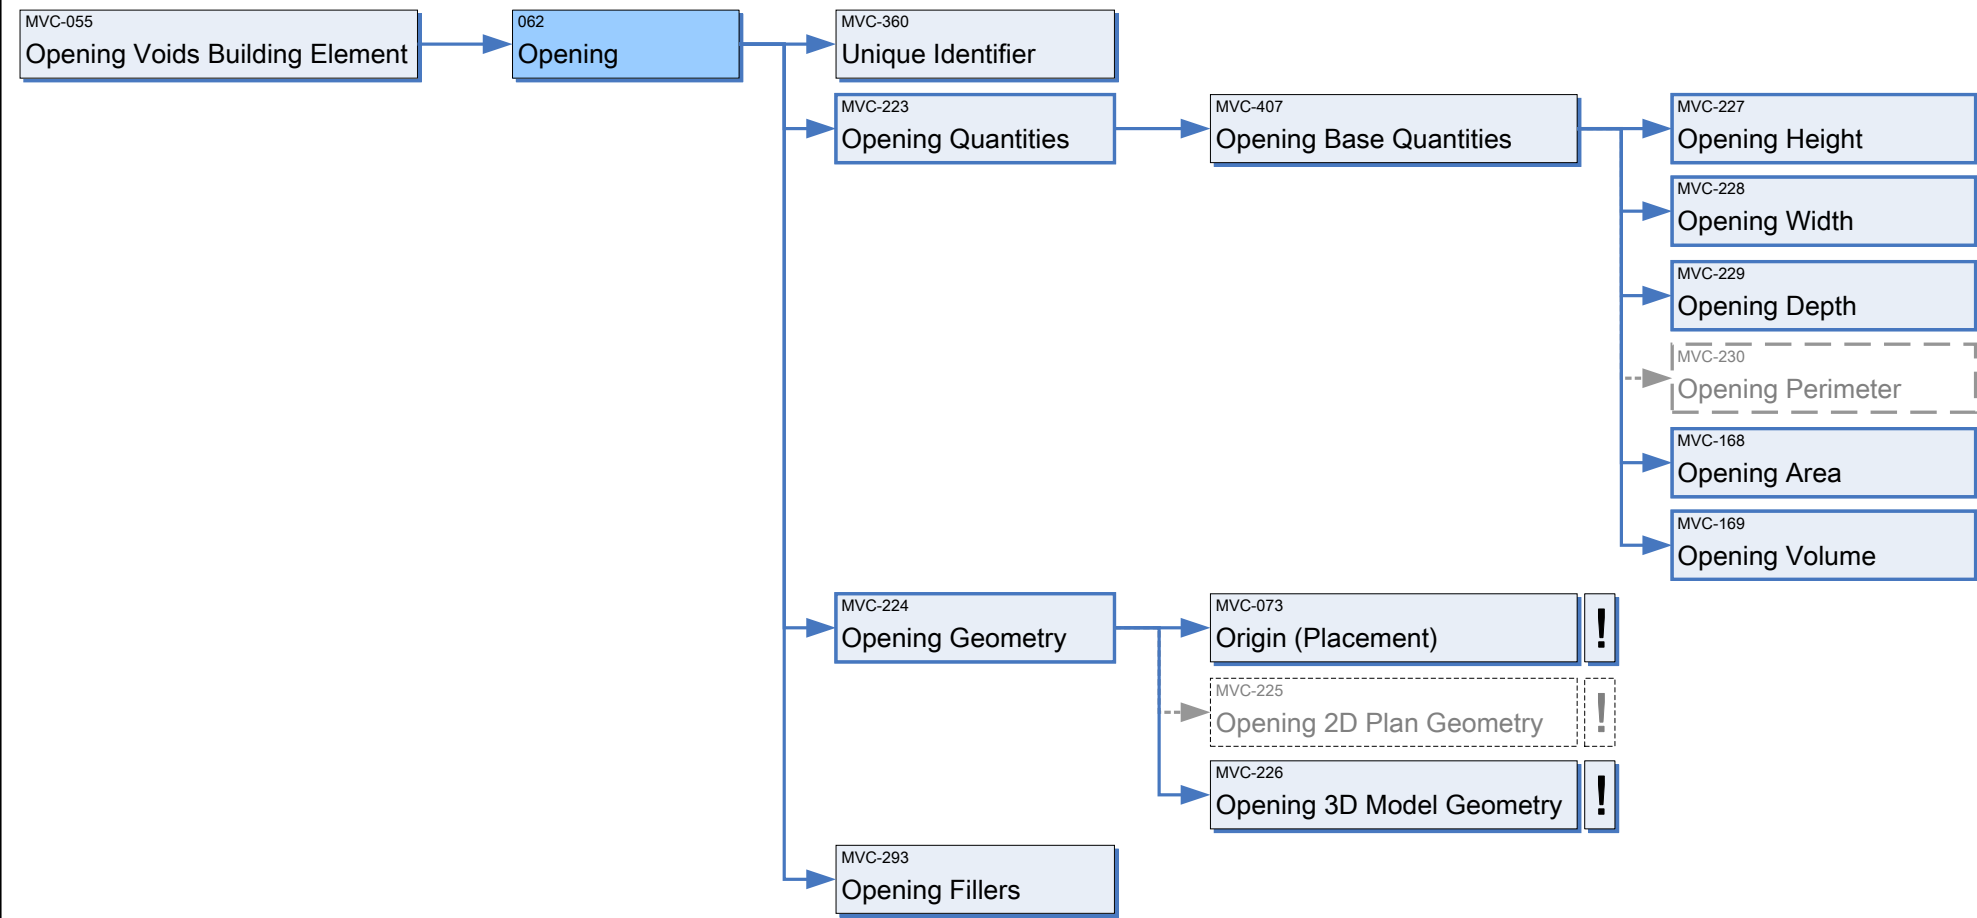 MVC-055
Opening Voids Building Element
062
Opening
MVC-360
Unique Identifier
MVC-223
Opening Quantities
MVC-407
Opening Base Quantities
MVC-227
Opening Height
MVC-228
Opening Width
MVC-229
Opening Depth
MVC-230
Opening Perimeter
MVC-168
Opening Area
MVC-169
Opening Volume
MVC-224
Opening Geometry
MVC-073
Origin (Placement)
!
MVC-225
Opening 2D Plan Geometry
!
MVC-226
Opening 3D Model Geometry
!
MVC-293
Opening Fillers